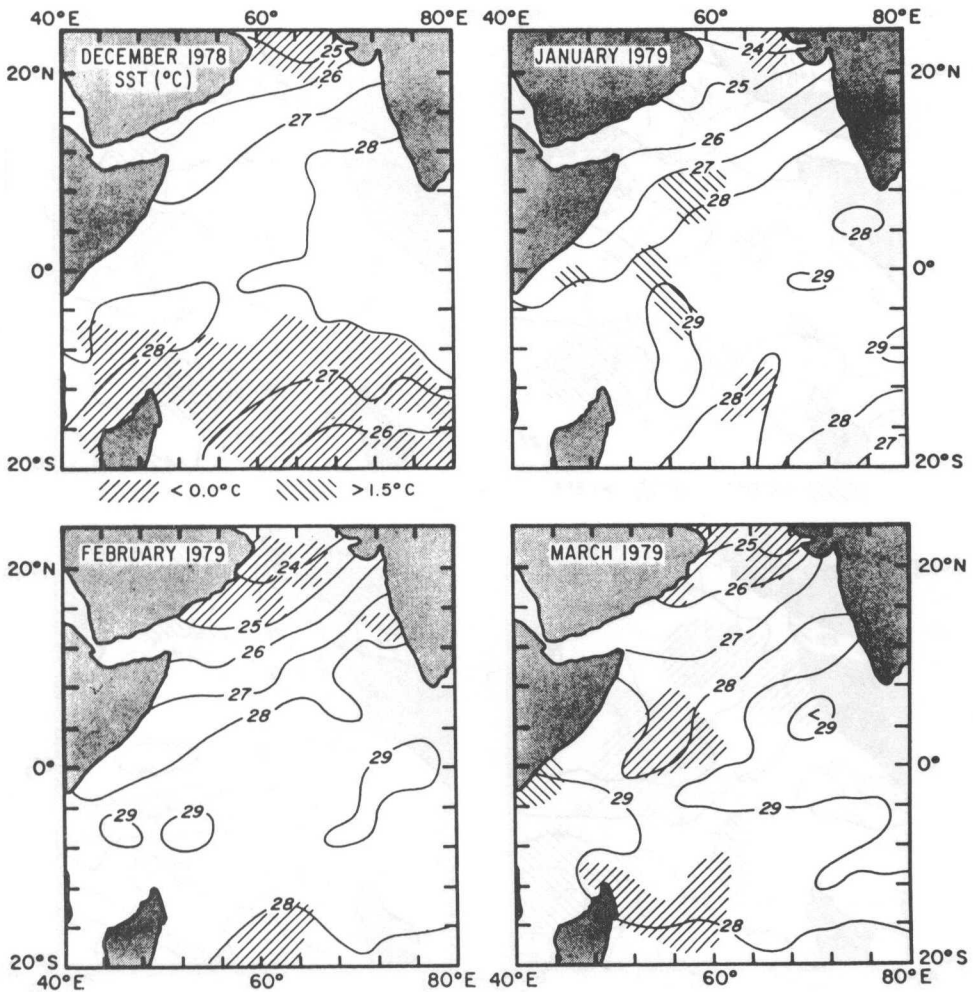 40°E 60° 80°E
DECEMBER 1978
SST (°C)
20°N
25
26
27
28
0°
28
27
26
20°S
40°E 60° 80°E
JANUARY 1979
24
20°N
25
26
27
28
28
0°
29
29
29
28
28
27
20°S
< 0.0°C > 1.5°C
FEBRUARY 1979
20°N
24
25
26
27
28
0°
29
29
29
28
20°S
40°E 60° 80°E
MARCH 1979
25
20°N
26
27
28
<
29
0°
29
29
28
20°S
40°E 60° 80°E